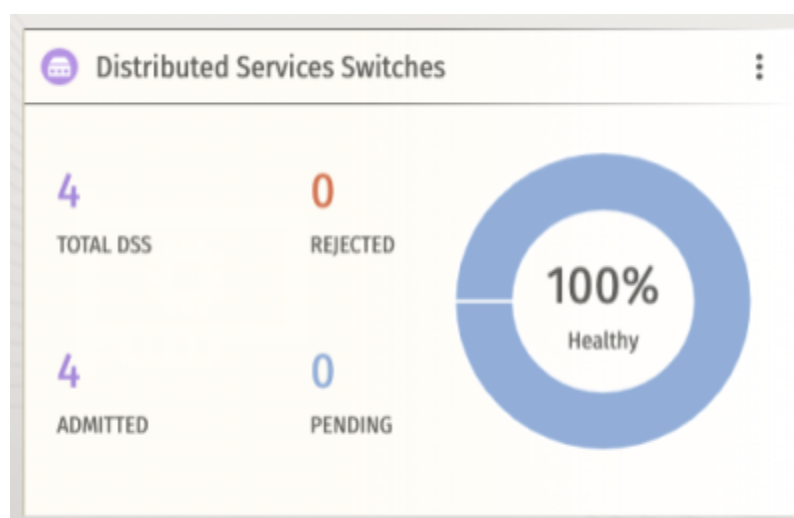 Distributed Services Switches
4
TOTAL DSS
0
REJECTED
4
ADMITTED
0
PENDING
100%
Healthy